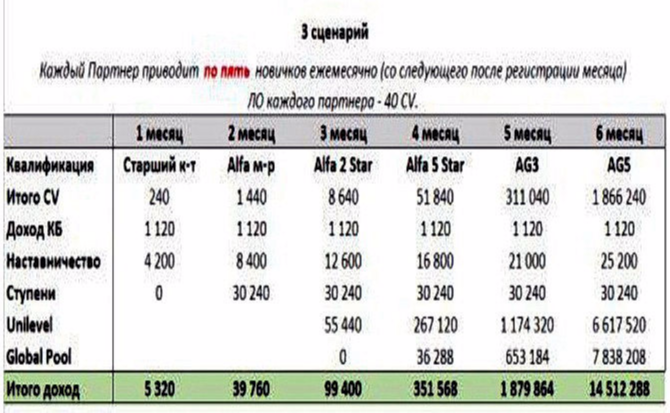 3 сценарий
Каждый Партнер приводит по пять новичков ежемесячно (со следующего после регистрации месяца)
ЛО каждого партнера - 40 CV.
1 месяц 2 месяц 3 месяц 4 месяц 5 месяц 6 месяц
Квалификация Старший к-т Alfa м-р Alfa 2 Star Alfa 5 Star AG3 AG5
Итого CV 240 1 440 8 640 51 840 311 040 1 866 240
Доход КБ 1 120 1 120 1 120 1 120 1 120 1 120
Наставничество 4 200 8 400 12 600 16 800 21 000 25 200
Ступени 0 30 240 30 240 30 240 30 240 30 240
Unilevel 55 440 267 120 1 174 320 6 617 520
Global Pool 0 36 288 653 184 7 838 208
Итого доход 5 320 39 760 99 400 351 568 1 879 864 14 512 288